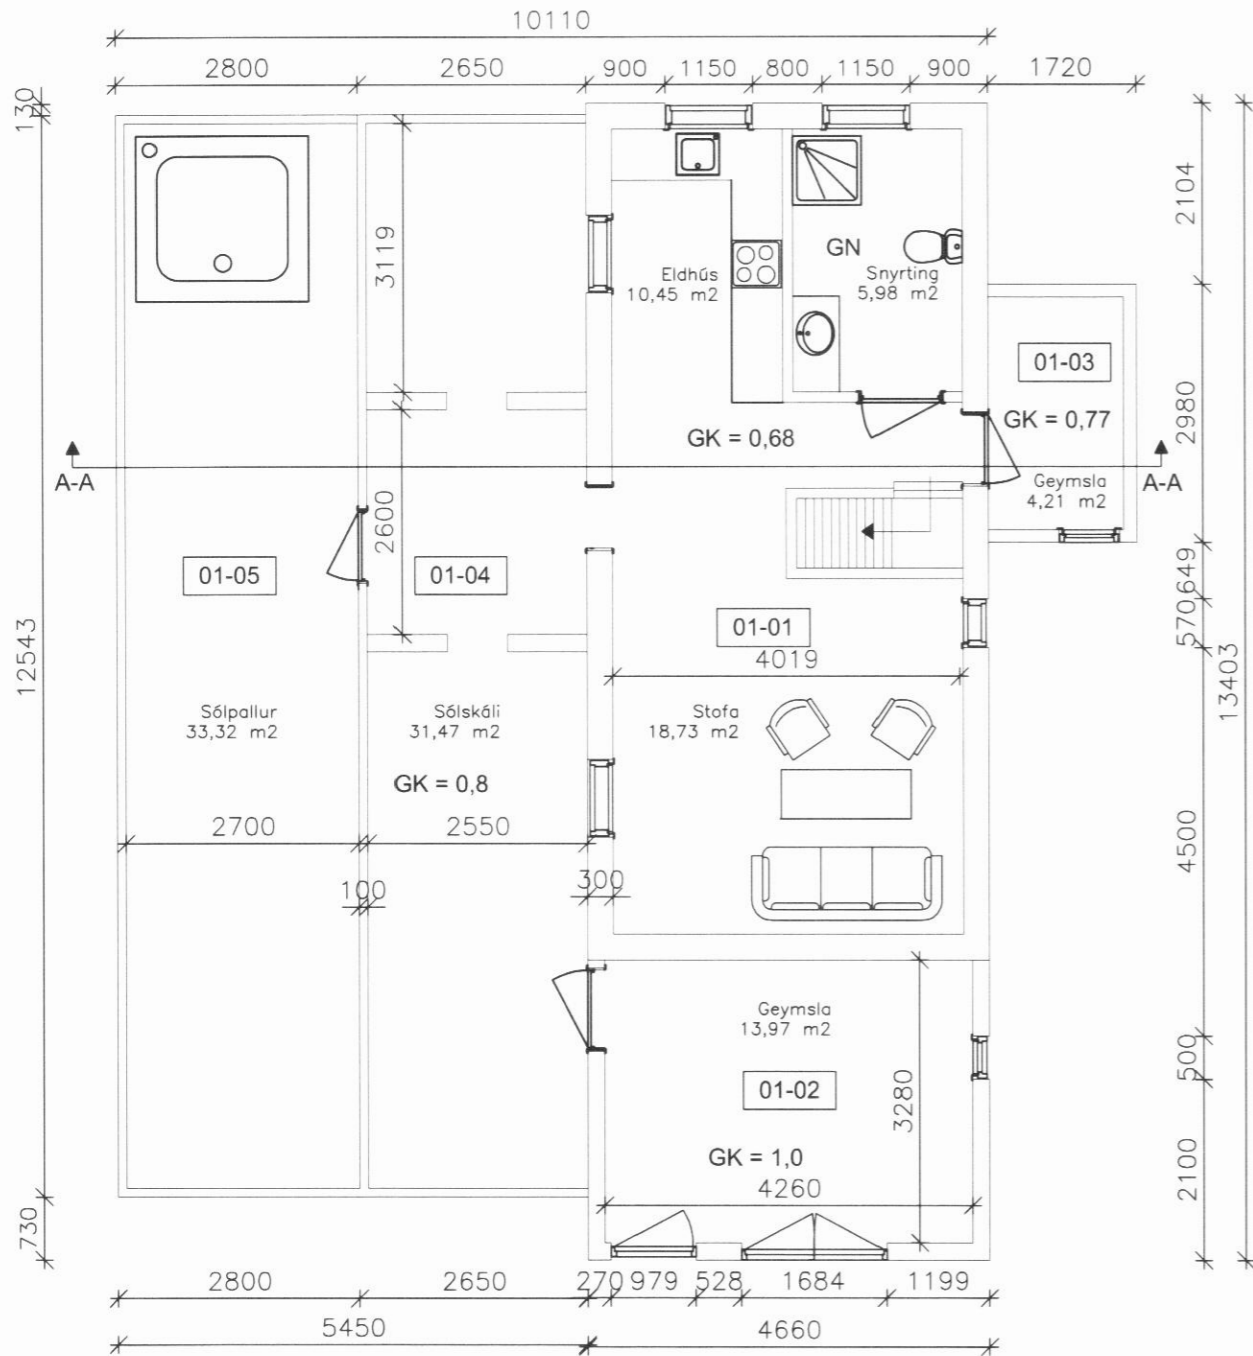 10110
2800 2650 900 1150 800 1150 900 1720
130
2104
3119
GN
Eldhús
10,45 m2
Snyrting
5,98 m2
01-03
GK = 0,68
GK = 0,77
2980
A-A
Geymsla
4,21 m2
A-A
2600
01-05
01-04
649
570
01-01
4019
12543
13403
Sólpallur
33,32 m2
Sólskáli
31,47 m2
Stofa
18,73 m2
GK = 0,8
2700 2550
4500
100
300
Geymsla
13,97 m2
01-02
3280
500
GK = 1,0
4260
2100
730
2800 2650 270 979 528 1684 1199
5450 4660